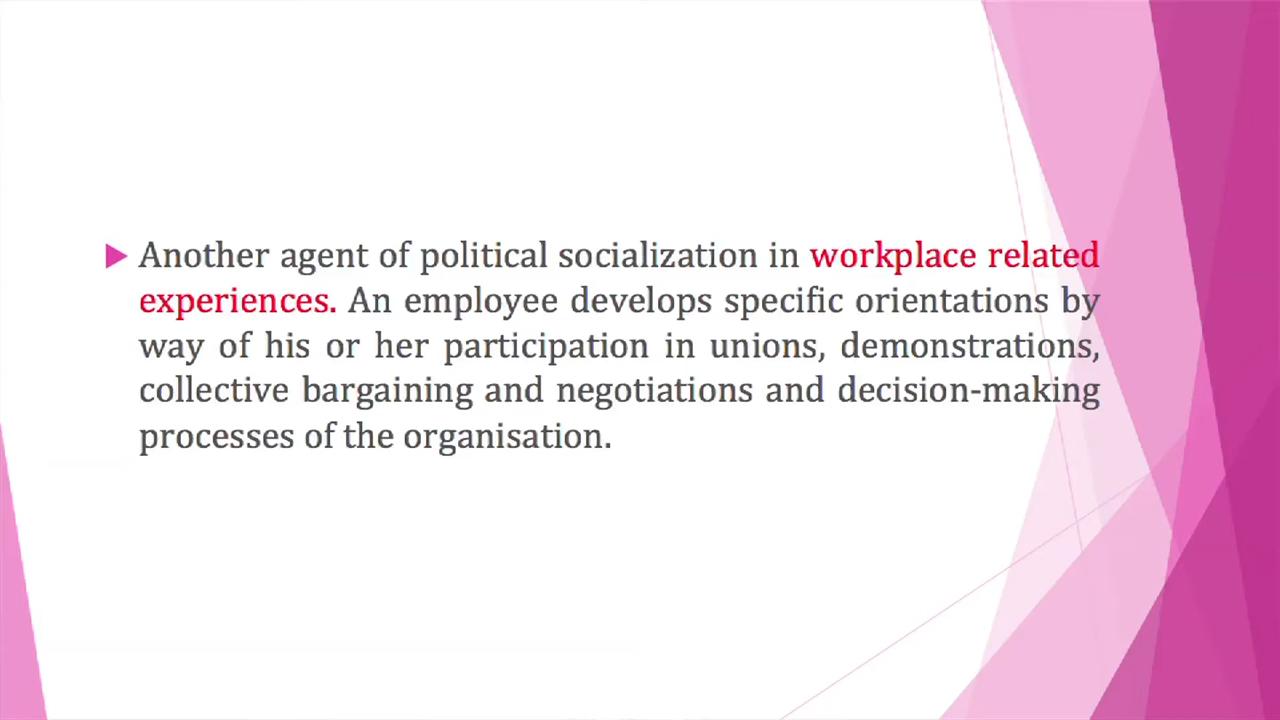 Another agent of political socialization in workplace related
experiences. An employee develops specific orientations by
way of his or her participation in unions, demonstrations,
collective bargaining and negotiations and decision-making
processes of the organisation.